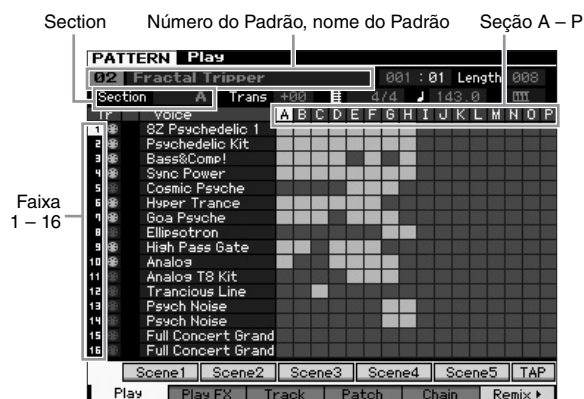 Section Número do Padrão, nome do Padrão Seção A – P
PATTERN Play
02 Fractal Tripper 001 : 01 Length 008
Section A Trans +00 4/4 ♩ 143.0
Tr Voice A B C D E F G H I J K L M N O P
1 8Z Psychedelic 1
2 Psychedelic Kit
3 Bass&Comp!
4 Sync Power
5 Cosmic Psyche
6 Hyper Trance
7 Goa Psyche
8 Ellipsotron
9 High Pass Gate
10 Analog
11 Analog T8 Kit
12 Trancious Line
13 Psych Noise
14 Psych Noise
15 Full Concert Grand
16 Full Concert Grand
Faixa
1 – 16
Scene1 Scene2 Scene3 Scene4 Scene5 TAP
Play Play FX Track Patch Chain Remix